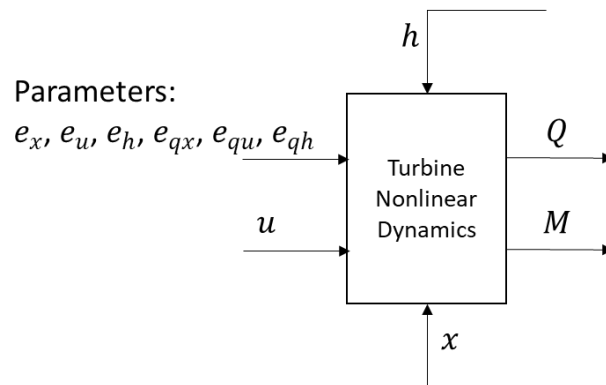 h
Parameters:
e_x, e_u, e_h, e_qx, e_qu, e_qh
Q
Turbine
Nonlinear
Dynamics
u
M
x